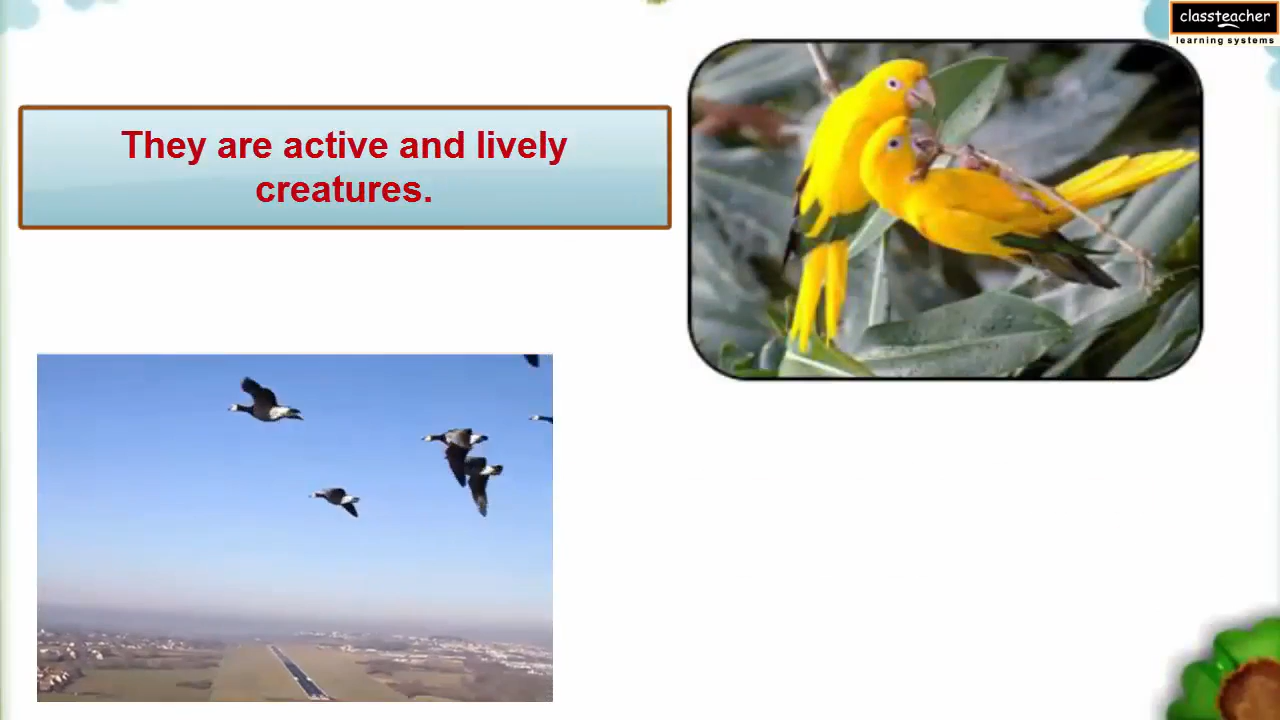 classteacher
learning systems
They are active and lively
creatures.